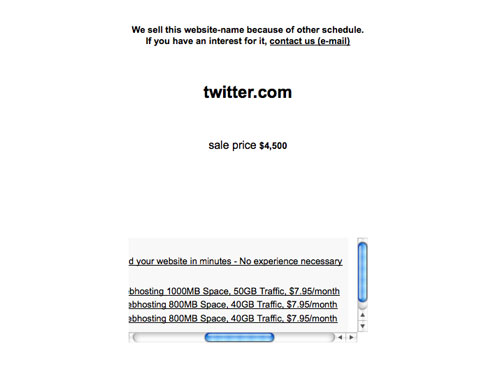 We sell this website-name because of other schedule.
If you have an interest for it, contact us (e-mail)
twitter.com
sale price $4,500
d your website in minutes - No experience necessary
bhosting 1000MB Space, 50GB Traffic, $7.95/month
ebhosting 800MB Space, 40GB Traffic, $7.95/month
ebhosting 800MB Space, 40GB Traffic, $7.95/month